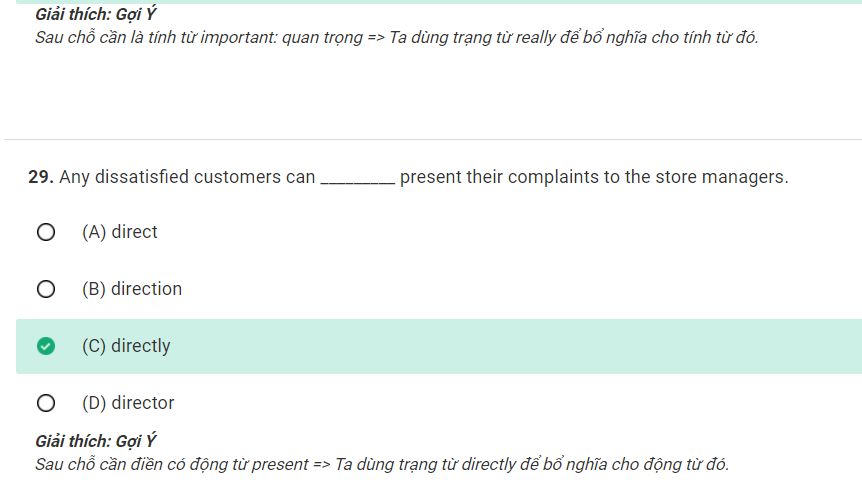 Giải thích: Gợi Ý
Sau chỗ cần là tính từ important: quan trọng => Ta dùng trạng từ really để bổ nghĩa cho tính từ đó.
29. Any dissatisfied customers can _________ present their complaints to the store managers.
(A) direct
(B) direction
(C) directly
(D) director
Giải thích: Gợi Ý
Sau chỗ cần điền có động từ present => Ta dùng trạng từ directly để bổ nghĩa cho động từ đó.